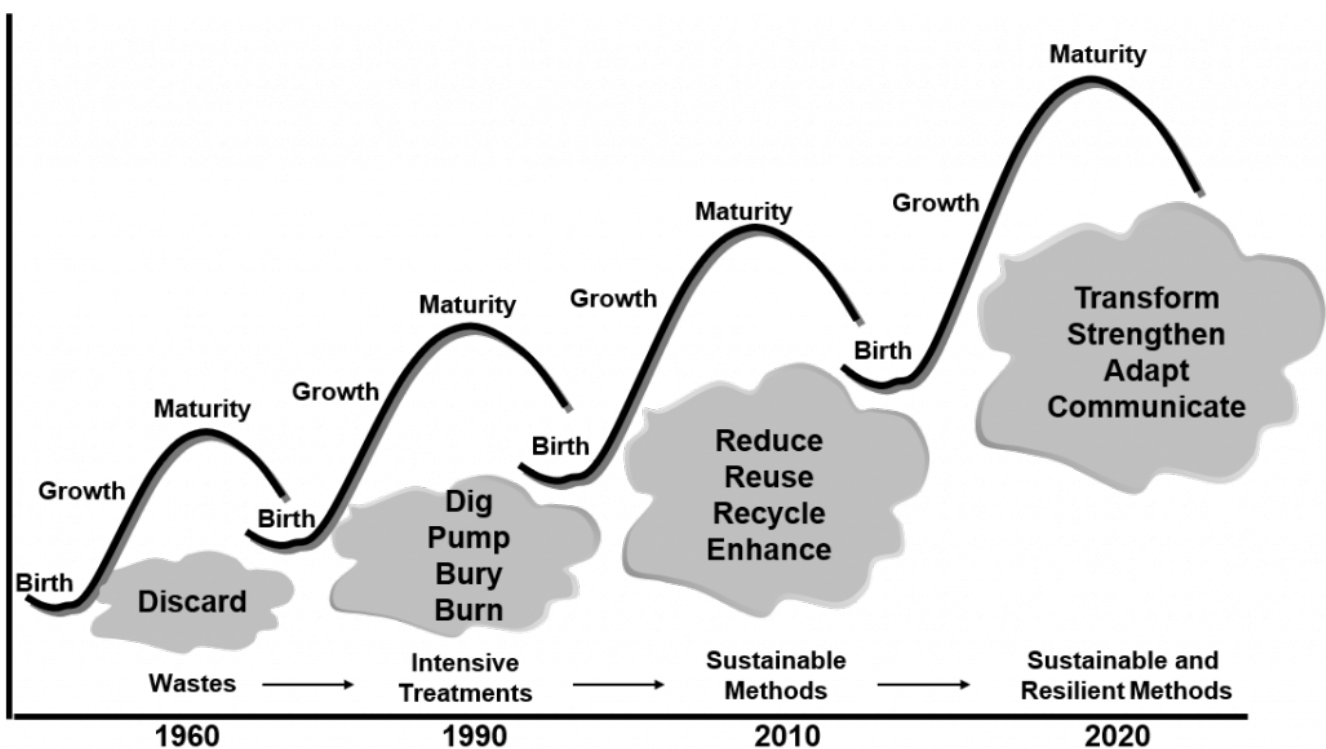 Maturity
Growth
Maturity
Birth
Growth
Maturity
Birth
Growth
Maturity
Birth
Growth
Birth
Discard
Dig
Pump
Bury
Burn
Reduce
Reuse
Recycle
Enhance
Transform
Strengthen
Adapt
Communicate
Wastes
Intensive
Treatments
Sustainable
Methods
Sustainable and
Resilient Methods
1960
1990
2010
2020